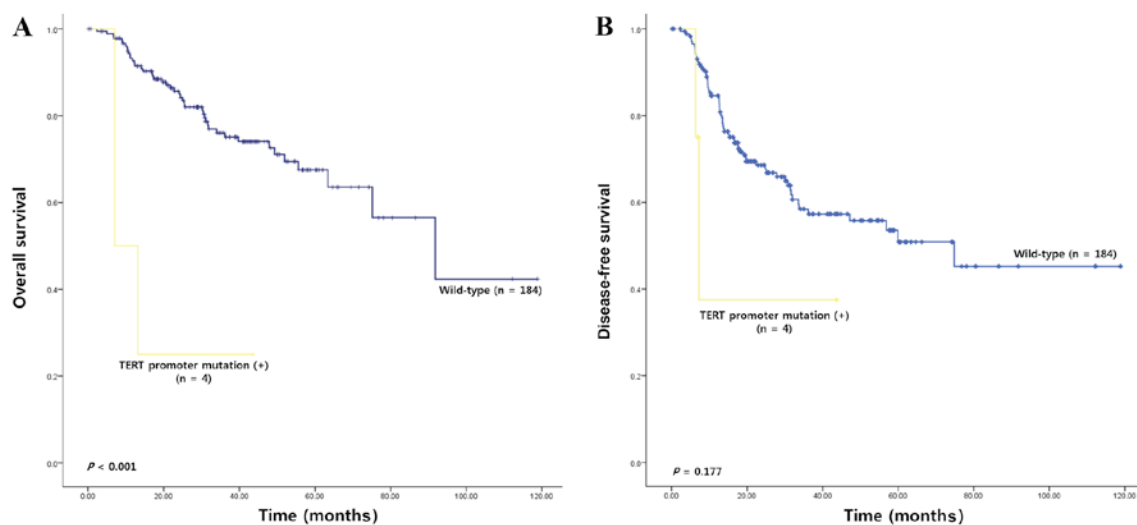 A
1.0
0.8
0.6
0.4
0.2
0.0
Overall survival
Wild-type (n = 184)
TERT promoter mutation (+)
(n = 4)
P < 0.001
0.00 20.00 40.00 60.00 80.00 100.00 120.00
Time (months)
B
1.0
0.8
0.6
0.4
0.2
0.0
Disease-free survival
Wild-type (n = 184)
TERT promoter mutation (+)
(n = 4)
P = 0.177
0.00 20.00 40.00 60.00 80.00 100.00 120.00
Time (months)